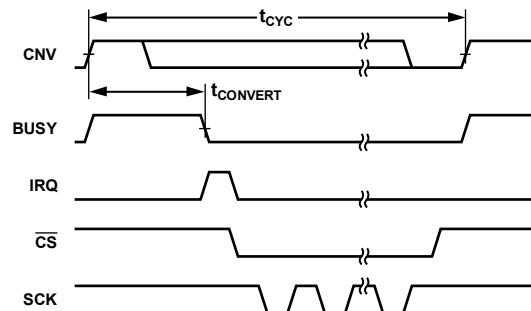 tCYC
CNV
tCONVERT
BUSY
IRQ
CS
SCK